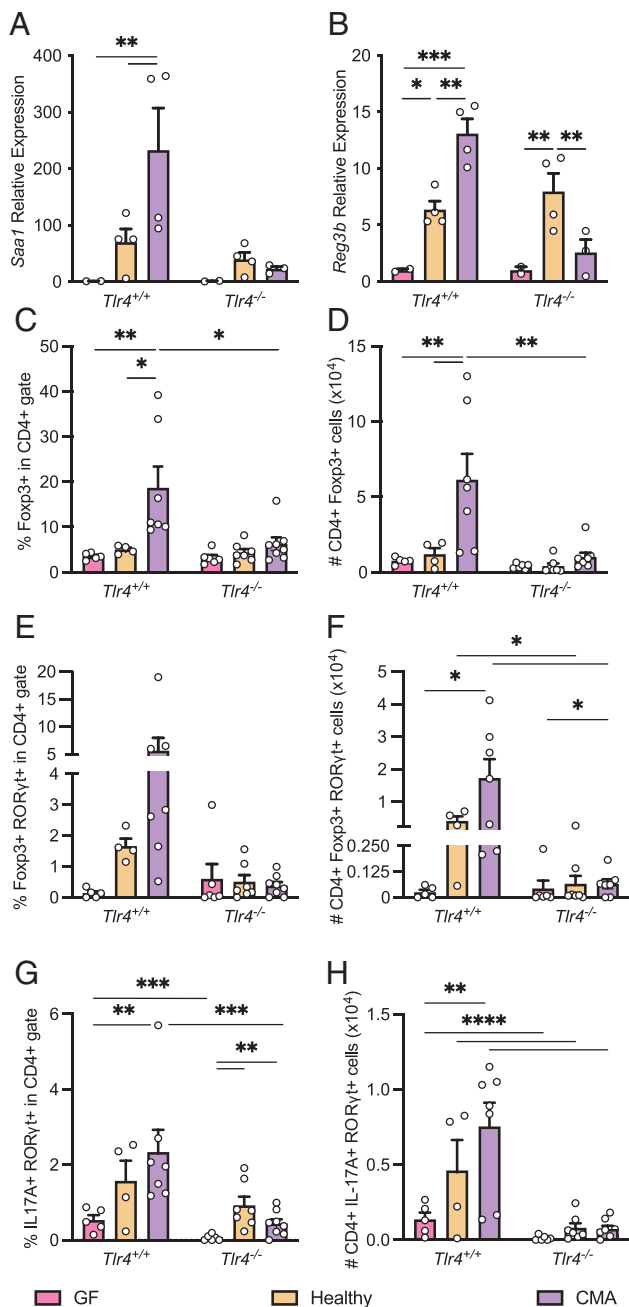 A
Saa1 Relative Expression
400
300
200
100
0
**
Tlr4+/+
Tlr4-/-
B
Reg3b Relative Expression
20
15
10
5
0
***
* **
** **
Tlr4+/+
Tlr4-/-
C
% Foxp3+ in CD4+ gate
50
40
30
20
10
0
** *
*
Tlr4+/+
Tlr4-/-
D
# CD4+ Foxp3+ cells (x10⁴)
15
10
5
0
** **
Tlr4+/+
Tlr4-/-
E
% Foxp3+ RORγt+ in CD4+ gate
20
15
10
5
4
3
2
1
0
Tlr4+/+
Tlr4-/-
F
# CD4+ Foxp3+ RORγt+ cells (x10⁴)
5
4
3
2
1
0.250
0.125
0
*
*
*
Tlr4+/+
Tlr4-/-
G
% IL17A+ RORγt+ in CD4+ gate
6
4
2
0
***
** ***
**
Tlr4+/+
Tlr4-/-
H
# CD4+ IL-17A+ RORγt+ cells (x10⁴)
1.5
1.0
0.5
0.0
**
****
Tlr4+/+
Tlr4-/-
GF Healthy CMA